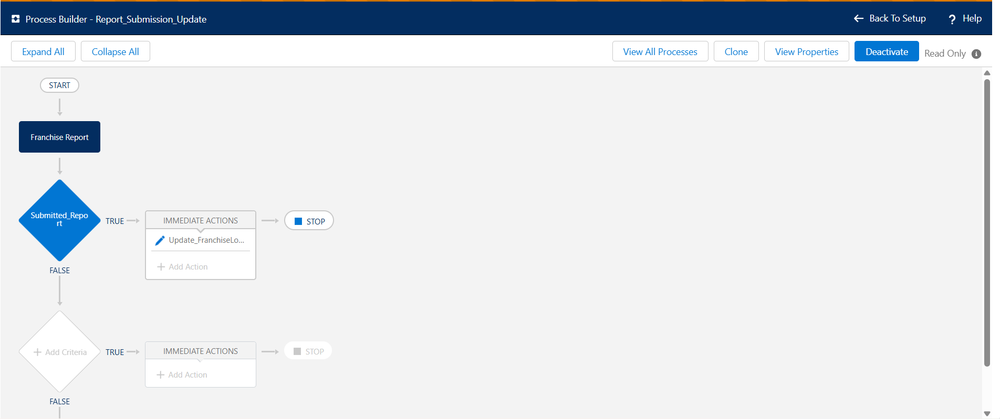 Process Builder - Report_Submission_Update
Back To Setup
? Help
Expand All
Collapse All
View All Processes
Clone
View Properties
Deactivate
Read Only
START
Franchise Report
Submitted_Repo
rt
TRUE
IMMEDIATE ACTIONS
Update_FranchiseLo...
+ Add Action
STOP
FALSE
+ Add Criteria
TRUE
IMMEDIATE ACTIONS
+ Add Action
STOP
FALSE